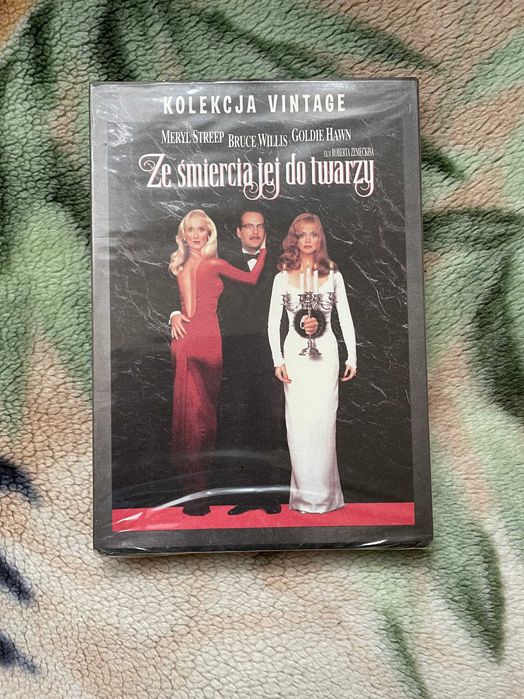 KOLEKCJA VINTAGE
MERYL STREEP BRUCE WILLIS GOLDIE HAWN
FILM ROBERTA ZEMECKISA
Ze śmiercią jej do twarzy